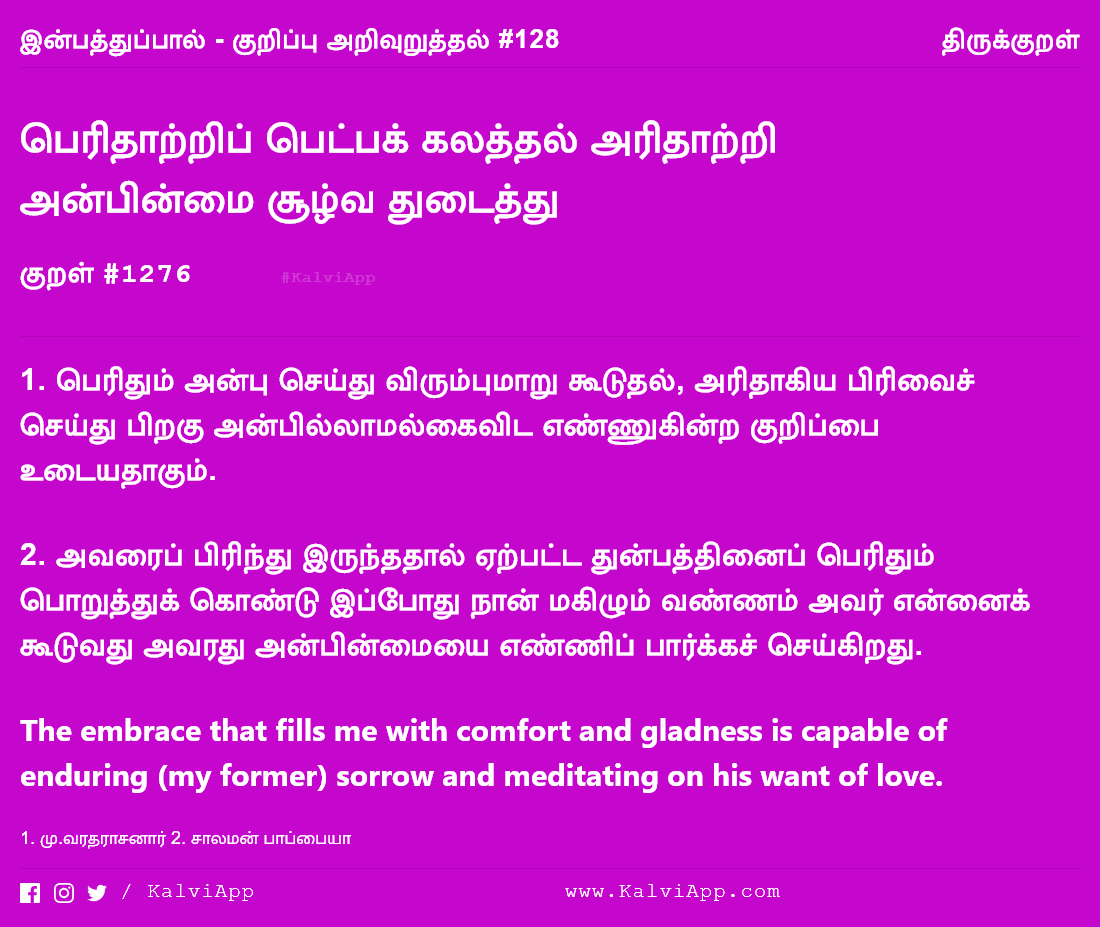 இன்பத்துப்பால் - குறிப்பு அறிவுறுத்தல் #128 திருக்குறள்
பெரிதாற்றிப் பெட்பக் கலத்தல் அரிதாற்றி
அன்பின்மை சூழ்வ துடைத்து
குறள் #1276 #KalviApp
1. பெரிதும் அன்பு செய்து விரும்புமாறு கூடுதல், அரிதாகிய பிரிவைச்
செய்து பிறகு அன்பில்லாமல்கைவிட எண்ணுகின்ற குறிப்பை
உடையதாகும்.
2. அவரைப் பிரிந்து இருந்ததால் ஏற்பட்ட துன்பத்தினைப் பெரிதும்
பொறுத்துக் கொண்டு இப்போது நான் மகிழும் வண்ணம் அவர் என்னைக்
கூடுவது அவரது அன்பின்மையை எண்ணிப் பார்க்கச் செய்கிறது.
The embrace that fills me with comfort and gladness is capable of
enduring (my former) sorrow and meditating on his want of love.
1. மு.வரதராசனார் 2. சாலமன் பாப்பையா
/ KalviApp www.KalviApp.com